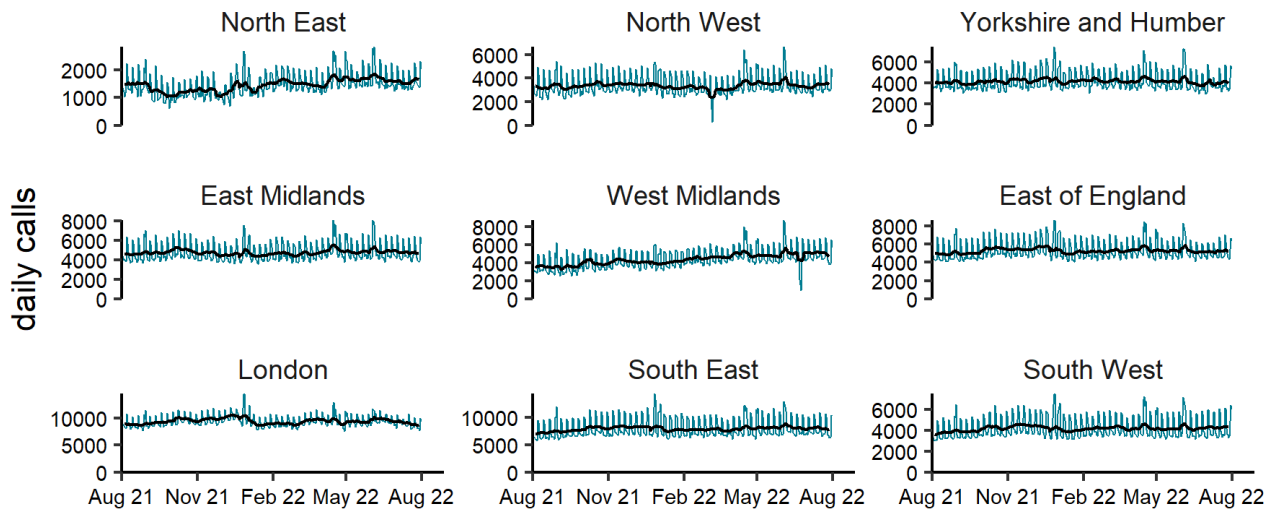 North East
North West
Yorkshire and Humber
2000
1000
0
6000
4000
2000
0
6000
4000
2000
0
daily calls
East Midlands
West Midlands
East of England
8000
6000
4000
2000
0
8000
6000
4000
2000
0
8000
6000
4000
2000
0
London
South East
South West
10000
5000
0
10000
5000
0
6000
4000
2000
0
Aug 21 Nov 21 Feb 22 May 22 Aug 22
Aug 21 Nov 21 Feb 22 May 22 Aug 22
Aug 21 Nov 21 Feb 22 May 22 Aug 22